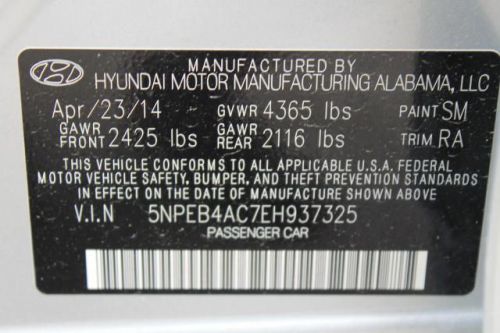 MANUFACTURED BY
HYUNDAI MOTOR MANUFACTURING ALABAMA, LLC
Apr/23/14 GVWR 4365 lbs PAINT SM
GAWR FRONT 2425 lbs GAWR REAR 2116 lbs TRIM RA
THIS VEHICLE CONFORMS TO ALL APPLICABLE U.S.A. FEDERAL
MOTOR VEHICLE SAFETY, BUMPER, AND THEFT PREVENTION STANDARDS
IN EFFECT ON THE DATE OF MANUFACTURE SHOWN ABOVE
V.I.N 5NPEB4AC7EH937325
PASSENGER CAR